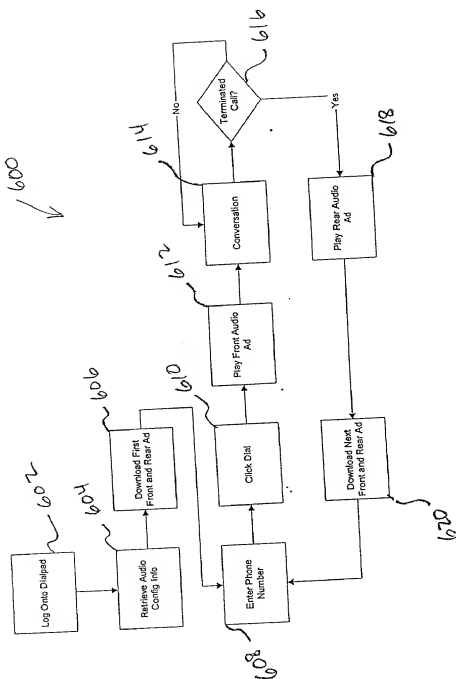 600
602
Log Onto Dialpad
604
Retrieve Audio
Config Info
606
Download First
Front and Rear Ad
608
Enter Phone
Number
610
Click Dial
612
Play Front Audio
Ad
614
Conversation
616
Terminated
Call?
No
Yes
618
Play Rear Audio
Ad
620
Download Next
Front and Rear Ad